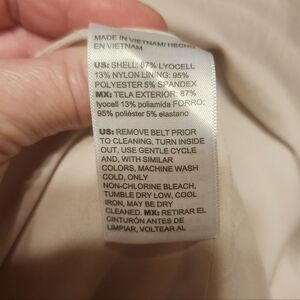 MADE IN VIETNAM/ HECHO
EN VIETNAM
US: SHELL: 87% LYOCELL
13% NYLON LINING: 95%
POLYESTER 5% SPANDEX
MX: TELA EXTERIOR: 87%
lyocell 13% poliamida FORRO:
95% poliéster 5% elastano
US: REMOVE BELT PRIOR
TO CLEANING, TURN INSIDE
OUT, USE GENTLE CYCLE
AND, WITH SIMILAR
COLORS, MACHINE WASH
COLD, ONLY
NON-CHLORINE BLEACH,
TUMBLE DRY LOW, COOL
IRON, MAY BE DRY
CLEANED. MX: RETIRAR EL
CINTURÓN ANTES DE
LIMPIAR, VOLTEAR AL